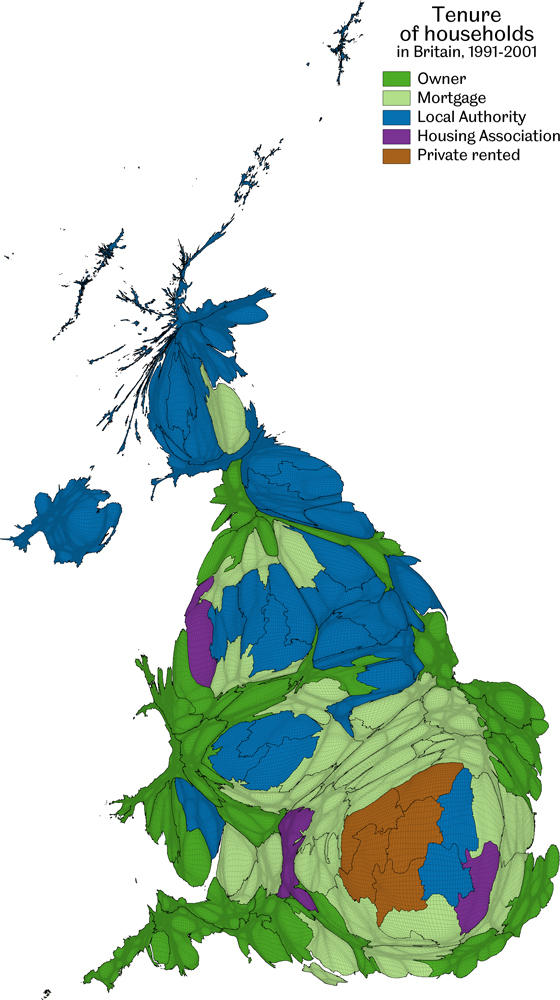 Tenure
of households
in Britain, 1991-2001
Owner
Mortgage
Local Authority
Housing Association
Private rented